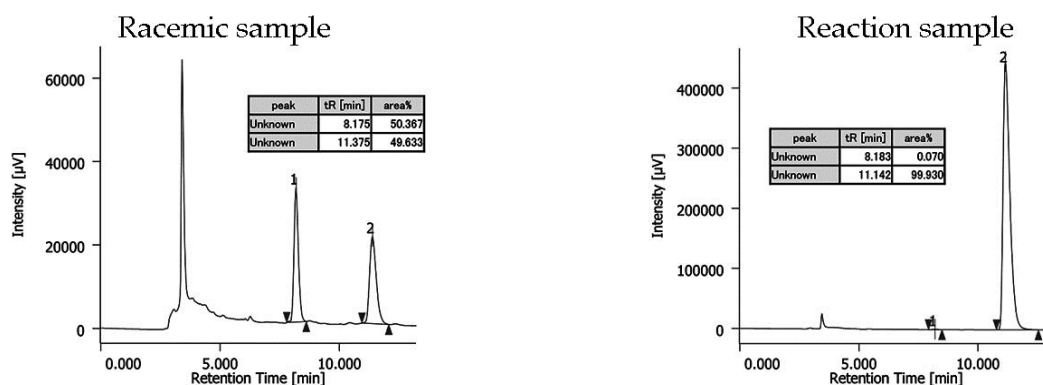 Racemic sample
60000
40000
20000
0
Intensity [µV]
peak tR [min] area%
Unknown 8.175 50.367
Unknown 11.375 49.633
1
2
0.000 5.000 10.000
Retention Time [min]
Reaction sample
400000
300000
200000
100000
0
Intensity [µV]
peak tR [min] area%
Unknown 8.183 0.070
Unknown 11.142 99.930
1
2
0.000 5.000 10.000
Retention Time [min]